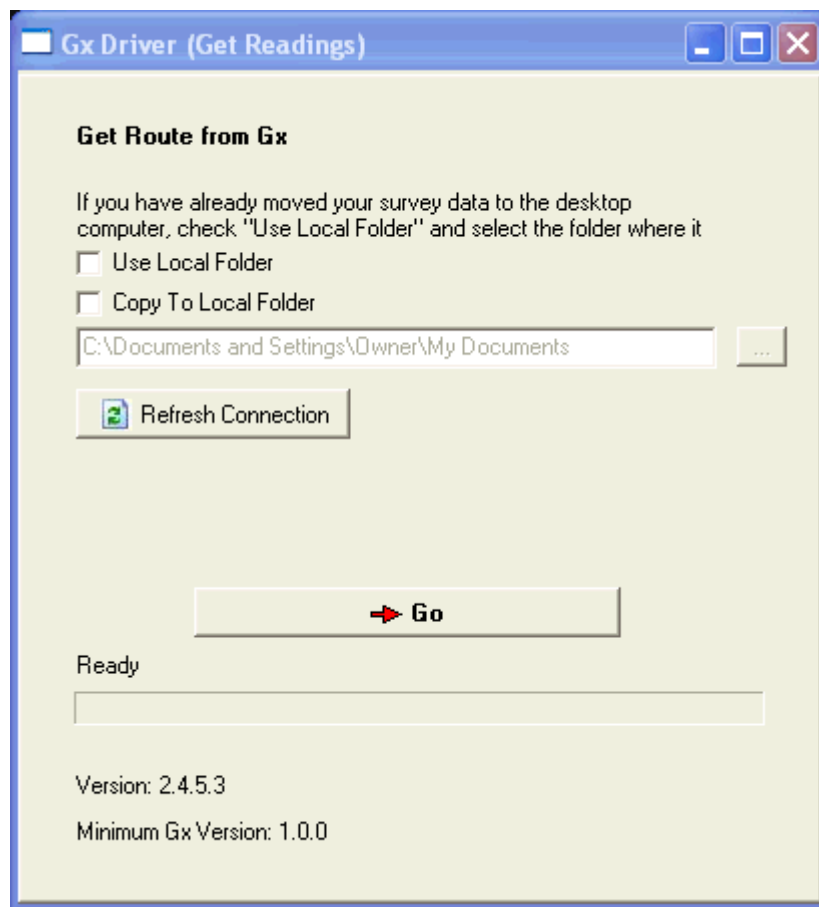 Gx Driver (Get Readings)
Get Route from Gx
If you have already moved your survey data to the desktop
computer, check "Use Local Folder" and select the folder where it
Use Local Folder
Copy To Local Folder
C:\Documents and Settings\Owner\My Documents
...
Refresh Connection
Go
Ready
Version: 2.4.5.3
Minimum Gx Version: 1.0.0